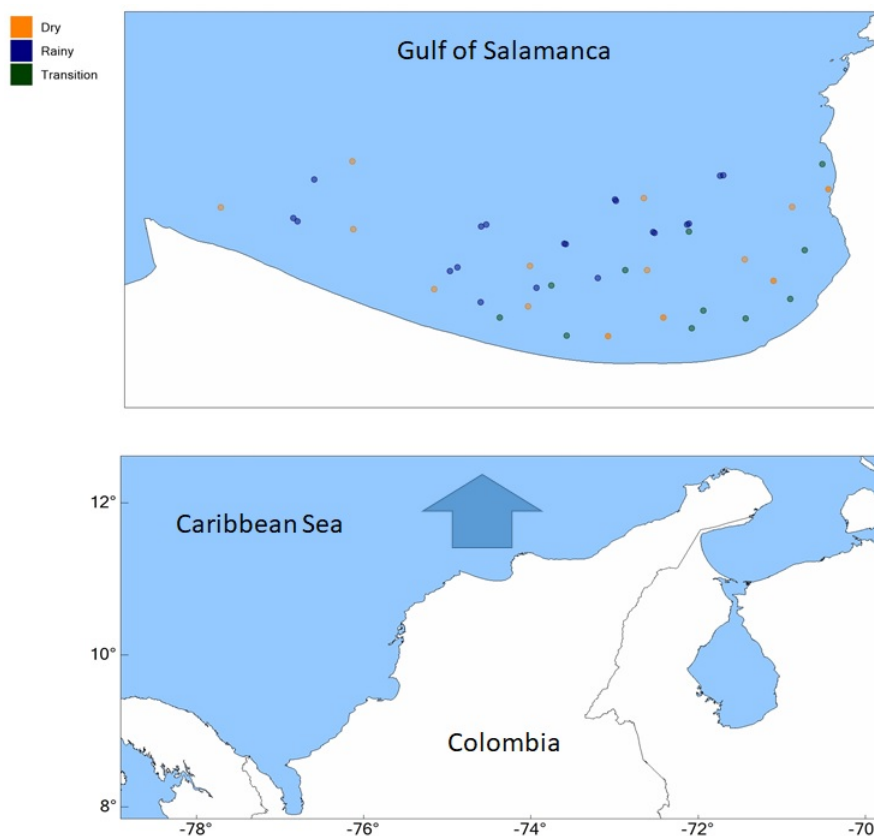 Dry
Rainy
Transition
Gulf of Salamanca
12°
Caribbean Sea
10°
Colombia
8°
-78°
-76°
-74°
-72°
-70